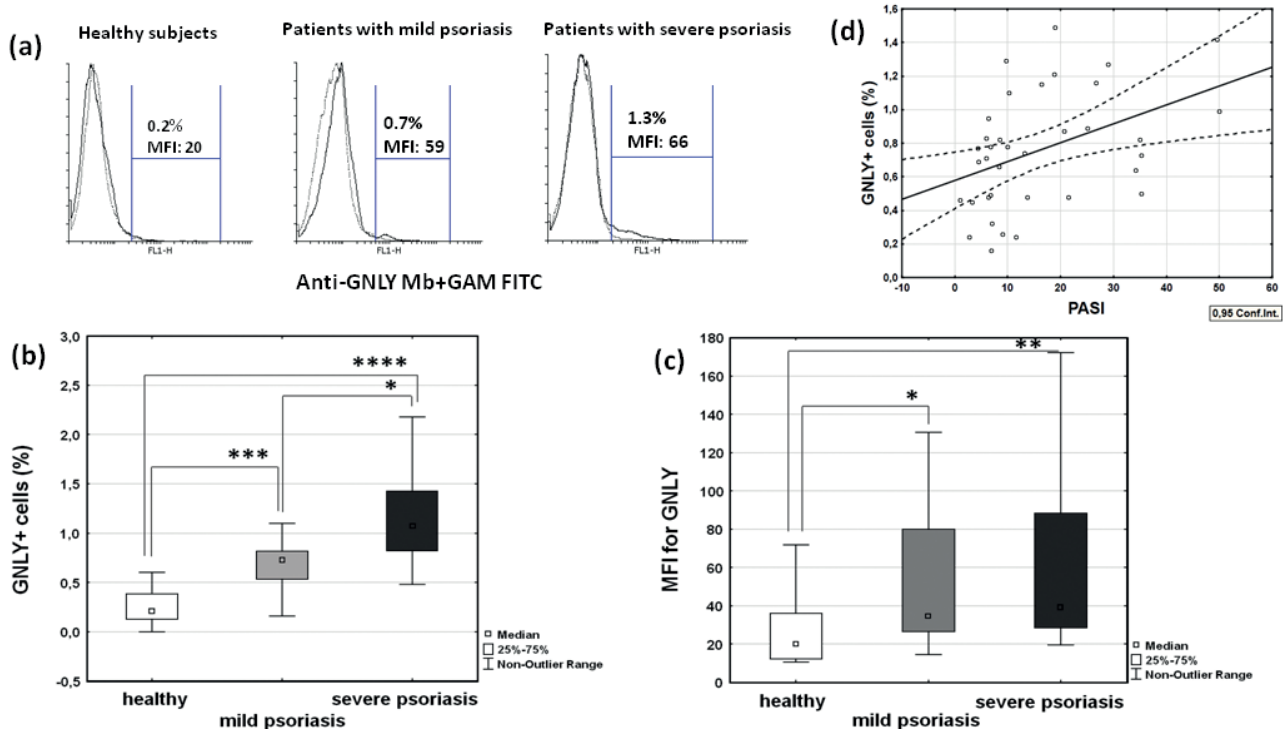 (a)
Healthy subjects
Patients with mild psoriasis
Patients with severe psoriasis
0.2%
MFI: 20
0.7%
MFI: 59
1.3%
MFI: 66
FL1-H
FL1-H
FL1-H
Anti-GNLY Mb+GAM FITC
(d)
GNLY+ cells (%)
1,6
1,4
1,2
1,0
0,8
0,6
0,4
0,2
0,0
-10 0 10 20 30 40 50 60
PASI
0,95 Conf.Int.
(b)
GNLY+ cells (%)
3,0
2,5
2,0
1,5
1,0
0,5
0,0
-0,5
****
*
***
Median
25%-75%
Non-Outlier Range
healthy
mild psoriasis
severe psoriasis
(c)
MFI for GNLY
180
160
140
120
100
80
60
40
20
0
**
*
Median
25%-75%
Non-Outlier Range
healthy
mild psoriasis
severe psoriasis